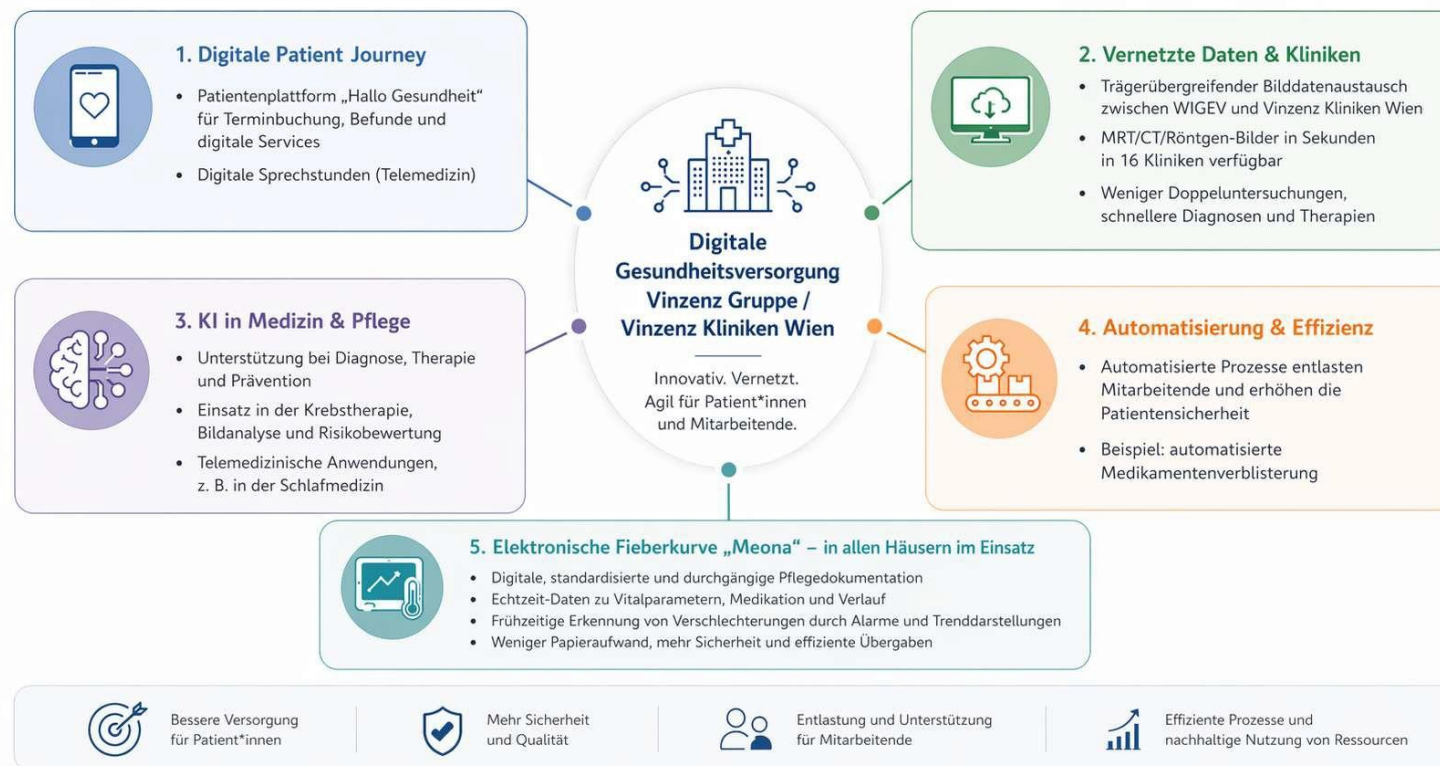 1. Digitale Patient Journey
• Patientenplattform „Hallo Gesundheit“
für Terminbuchung, Befunde und
digitale Services
• Digitale Sprechstunden (Telemedizin)
2. Vernetzte Daten & Kliniken
• Trägerübergreifender Bilddatenaustausch
zwischen WIGEV und Vinzenz Kliniken Wien
• MRT/CT/Röntgen-Bilder in Sekunden
in 16 Kliniken verfügbar
• Weniger Doppeluntersuchungen,
schnellere Diagnosen und Therapien
Digitale
Gesundheitsversorgung
Vinzenz Gruppe /
Vinzenz Kliniken Wien
Innovativ. Vernetzt.
Agil für Patient*innen
und Mitarbeitende.
3. KI in Medizin & Pflege
• Unterstützung bei Diagnose, Therapie
und Prävention
• Einsatz in der Krebstherapie,
Bildanalyse und Risikobewertung
• Telemedizinische Anwendungen,
z. B. in der Schlafmedizin
4. Automatisierung & Effizienz
• Automatisierte Prozesse entlasten
Mitarbeitende und erhöhen die
Patientensicherheit
• Beispiel: automatisierte
Medikamentenverblisterung
5. Elektronische Fieberkurve „Meona“ – in allen Häusern im Einsatz
• Digitale, standardisierte und durchgängige Pflegedokumentation
• Echtzeit-Daten zu Vitalparametern, Medikation und Verlauf
• Frühzeitige Erkennung von Verschlechterungen durch Alarme und Trenddarstellungen
• Weniger Papieraufwand, mehr Sicherheit und effiziente Übergaben
Bessere Versorgung
für Patient*innen
Mehr Sicherheit
und Qualität
Entlastung und Unterstützung
für Mitarbeitende
Effiziente Prozesse und
nachhaltige Nutzung von Ressourcen